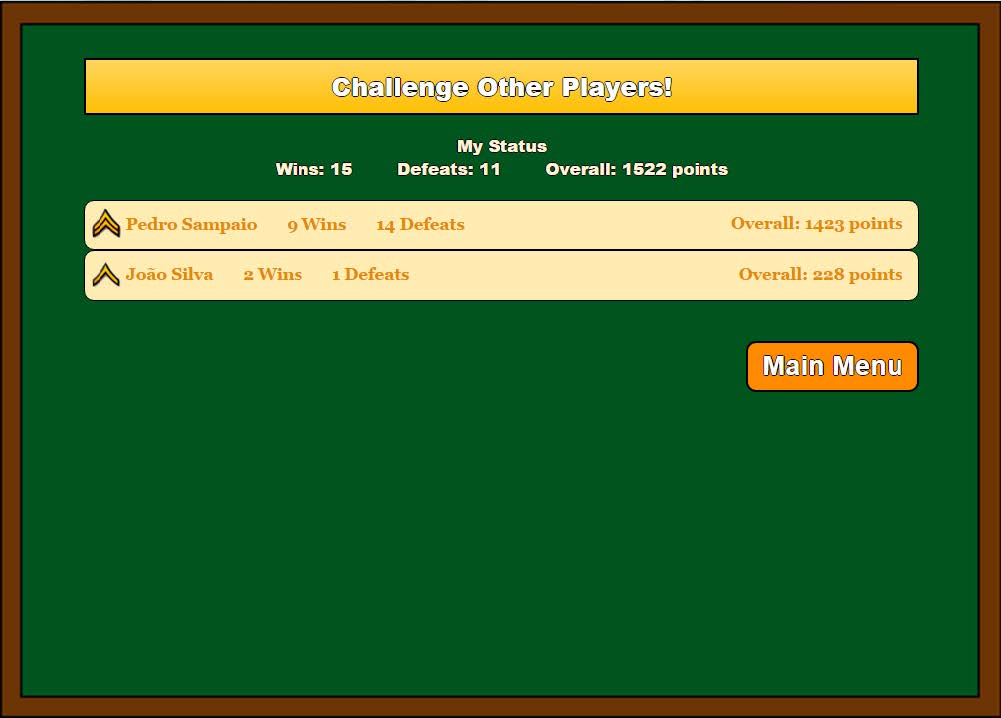 Challenge Other Players!
My Status
Wins: 15 Defeats: 11 Overall: 1522 points
Pedro Sampaio 9 Wins 14 Defeats Overall: 1423 points
João Silva 2 Wins 1 Defeats Overall: 228 points
Main Menu